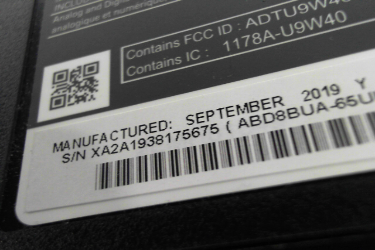 Analog and
analogique et numérique
Contains FCC ID : ADTU9W40
Contains IC : 1178A-U9W40
MANUFACTURED: SEPTEMBER 2019 Y
S/N XA2A1938175675 ( ABD8BUA-65U